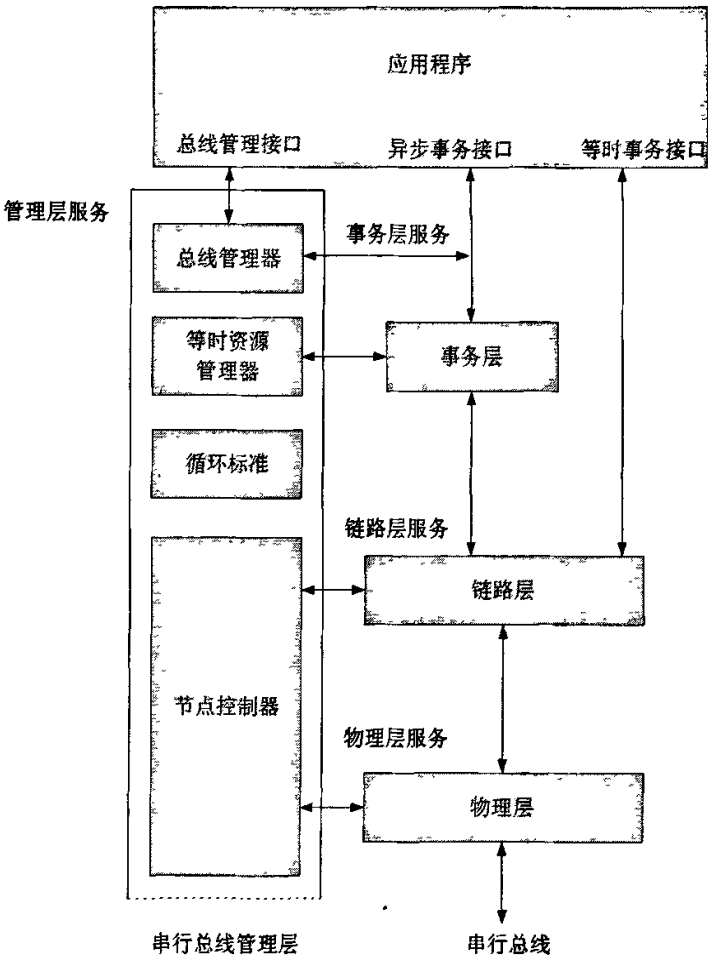 应用程序
总线管理接口
异步事务接口
等时事务接口
管理层服务
总线管理器
事务层服务
等时资源
管理器
事务层
循环标准
链路层服务
链路层
节点控制器
物理层服务
物理层
串行总线管理层
串行总线